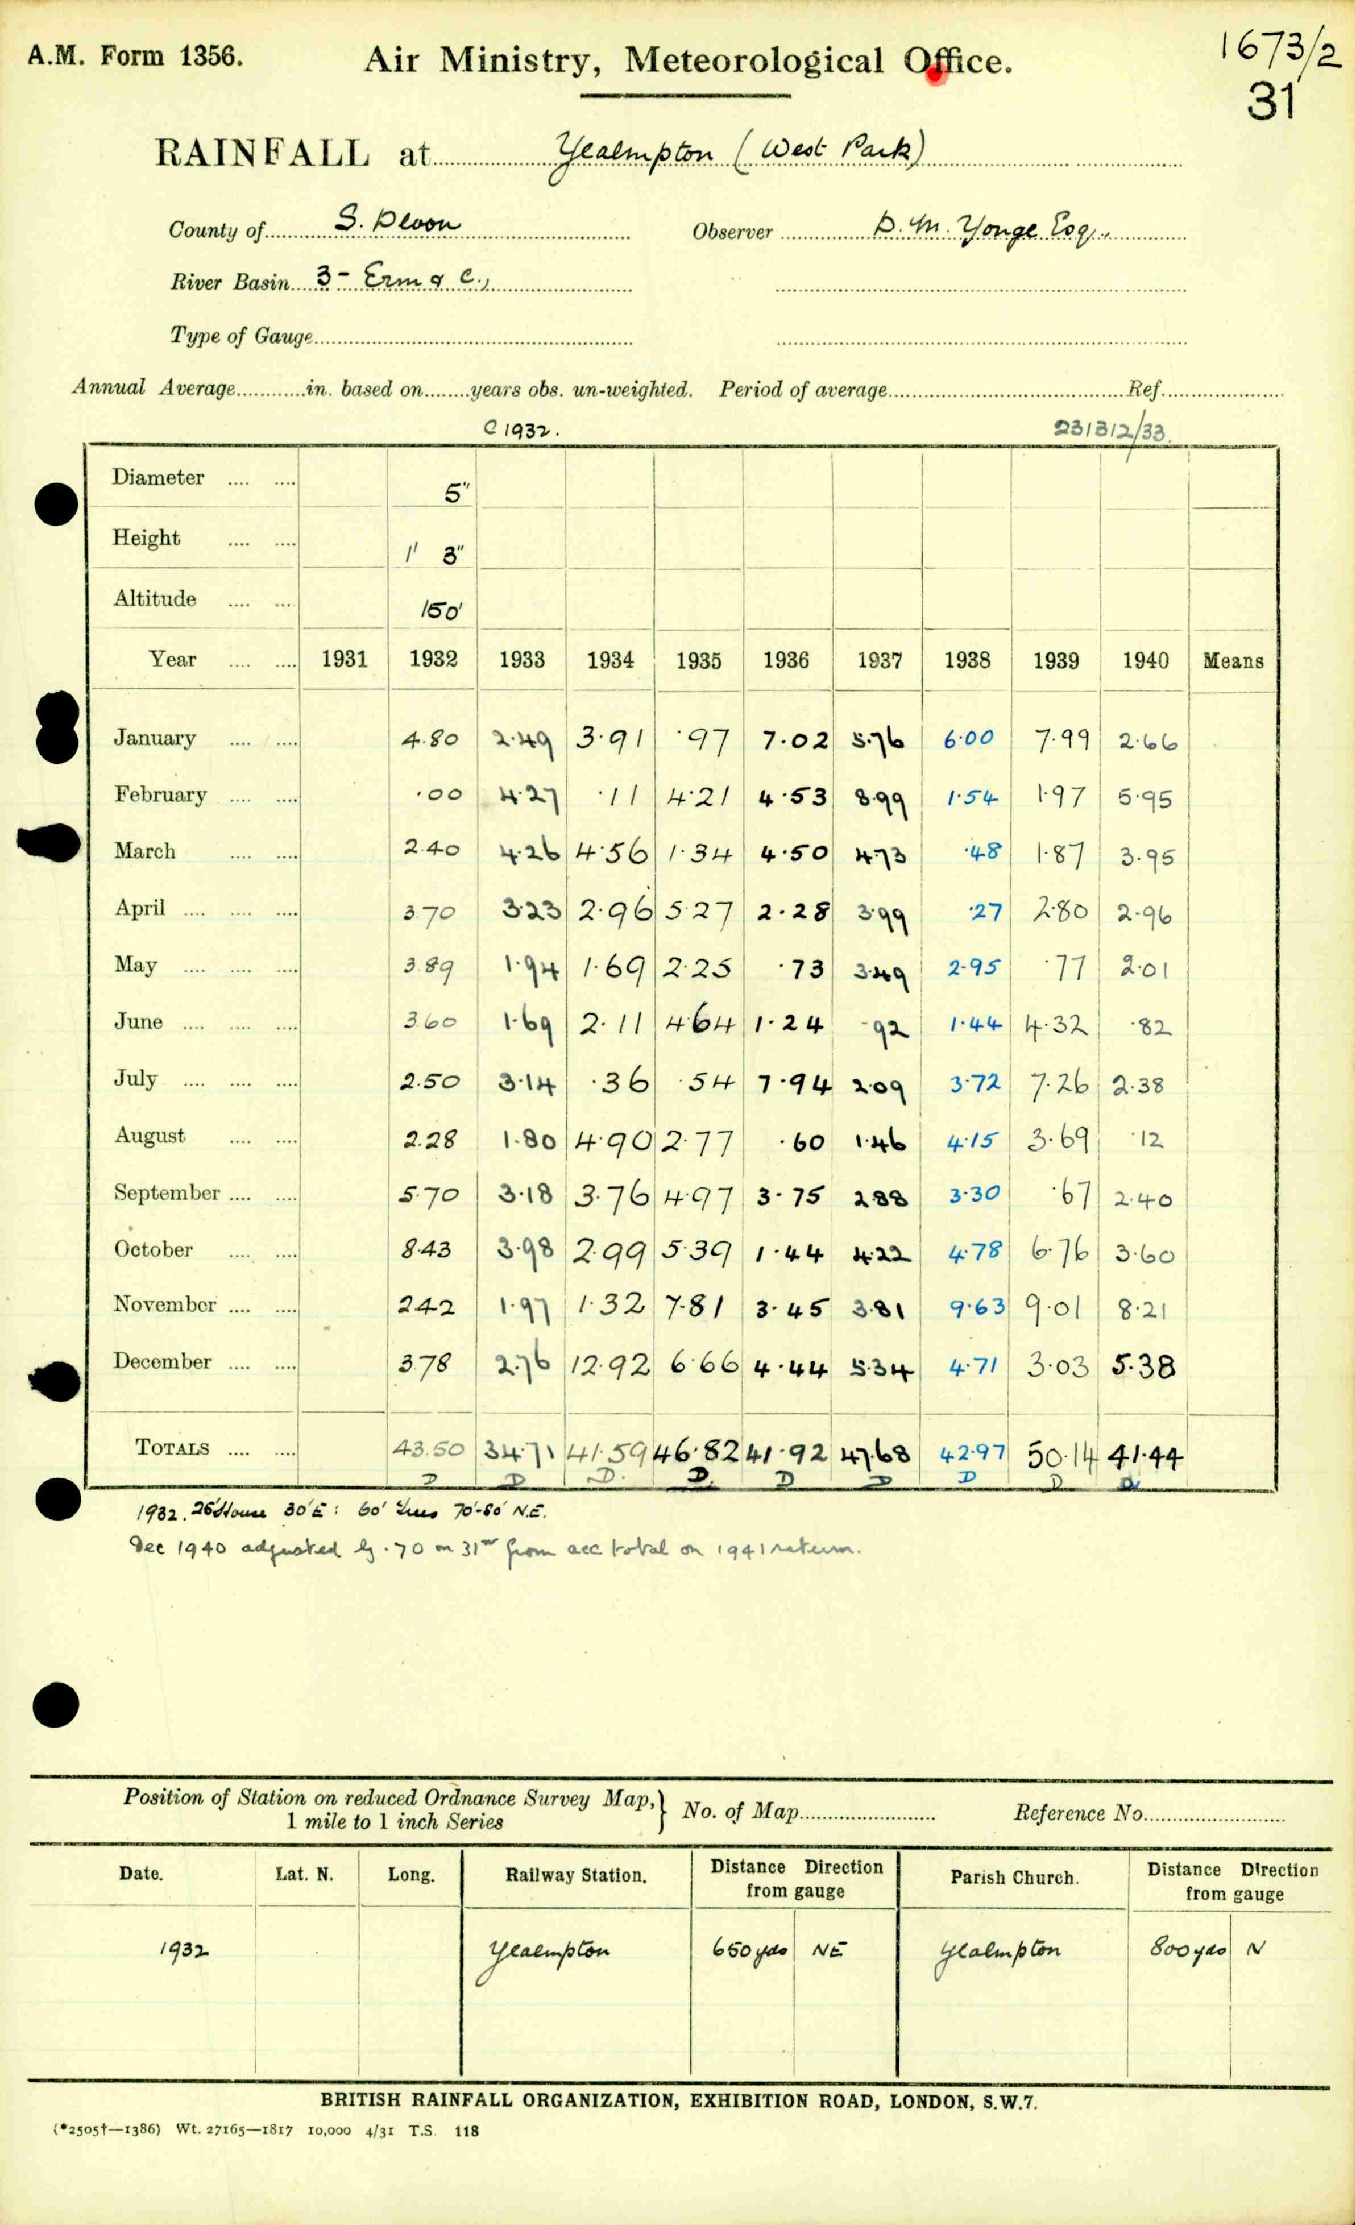 A.M. Form 1356.
Air Ministry, Meteorological Office.
1673/2
31
RAINFALL at Yealmpton (West Park)
County of S. Devon Observer D. M. Yonge Esq.,
River Basin 3 - Erm & C.,
Type of Gauge
Annual Average in. based on years obs. un-weighted. Period of average Ref.
C 1932. 231312/33.
Diameter 5"
Height 1' 3"
Altitude 150'
Year 1931 1932 1933 1934 1935 1936 1937 1938 1939 1940 Means
January 4.80 2.49 3.91 .97 7.02 5.76 6.00 7.99 2.66
February .00 4.27 .11 4.21 4.53 8.99 1.54 1.97 5.95
March 2.40 4.26 4.56 1.34 4.50 4.73 .48 1.87 3.95
April 3.70 3.23 2.96 5.27 2.28 3.99 .27 2.80 2.96
May 3.89 1.94 1.69 2.25 .73 3.49 2.95 .77 2.01
June 3.60 1.69 2.11 4.64 1.24 .92 1.44 4.32 .82
July 2.50 3.14 .36 .54 7.94 2.09 3.72 7.26 2.38
August 2.28 1.80 4.90 2.77 .60 1.46 4.15 3.69 .12
September 5.70 3.18 3.76 4.97 3.75 2.88 3.30 .67 2.40
October 8.43 3.98 2.99 5.39 1.44 4.22 4.78 6.76 3.60
November 2.42 1.97 1.32 7.81 3.45 3.81 9.63 9.01 8.21
December 3.78 2.76 12.92 6.66 4.44 5.34 4.71 3.03 5.38
TOTALS 43.50 34.71 41.59 46.82 41.92 47.68 42.97 50.14 41.44
D D D. D. D D D D D
1932. 26' House 30' E: 60' Trees 70'-80' N.E.
Dec 1940 adjusted by .70 on 31st from acc total on 1941 return.
Position of Station on reduced Ordnance Survey Map, 1 mile to 1 inch Series } No. of Map Reference No.
Date. Lat. N. Long. Railway Station. Distance Direction from gauge Parish Church. Distance Direction from gauge
1932 Yealmpton 650 yds NE Yealmpton 800 yds N
BRITISH RAINFALL ORGANIZATION, EXHIBITION ROAD, LONDON, S.W.7.
(*2505†—1386) Wt. 27165—1817 10,000 4/31 T.S. 118